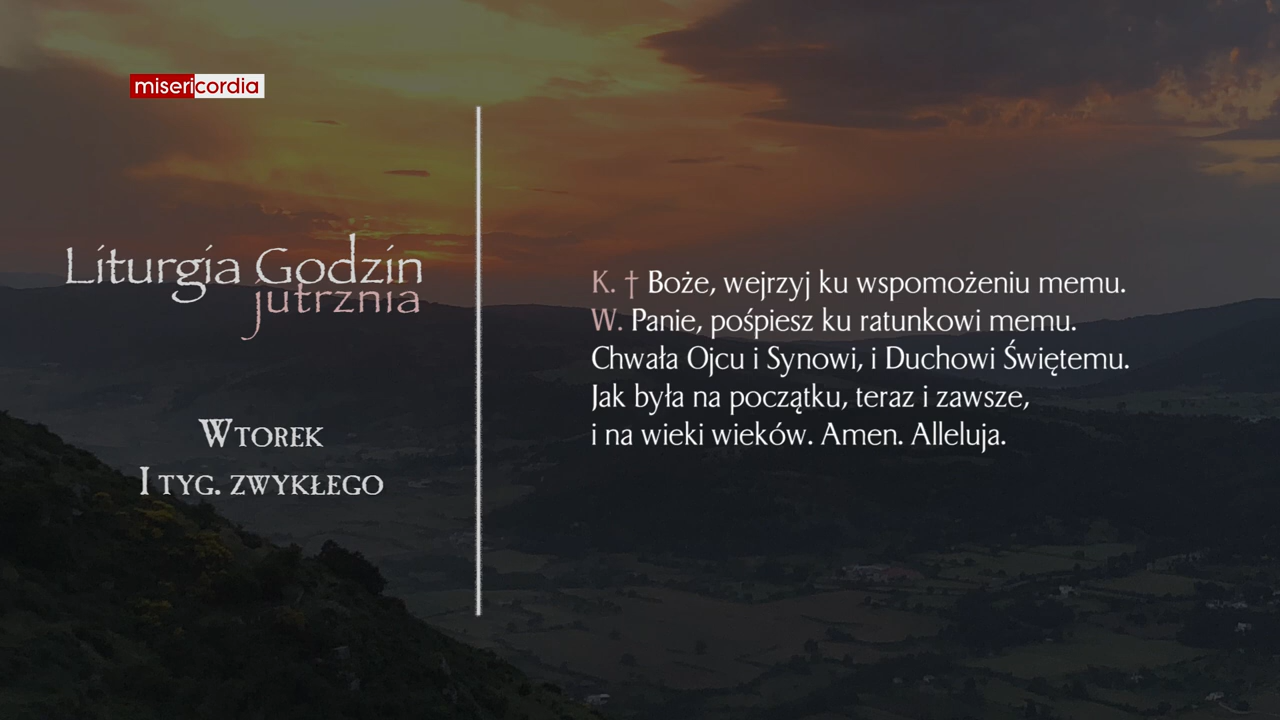 misericordia
Liturgia Godzin
jutrznia
Wtorek
I tyg. zwykłego
K. † Boże, wejrzyj ku wspomożeniu memu.
W. Panie, pośpiesz ku ratunkowi memu.
Chwała Ojcu i Synowi, i Duchowi Świętemu.
Jak była na początku, teraz i zawsze,
i na wieki wieków. Amen. Alleluja.